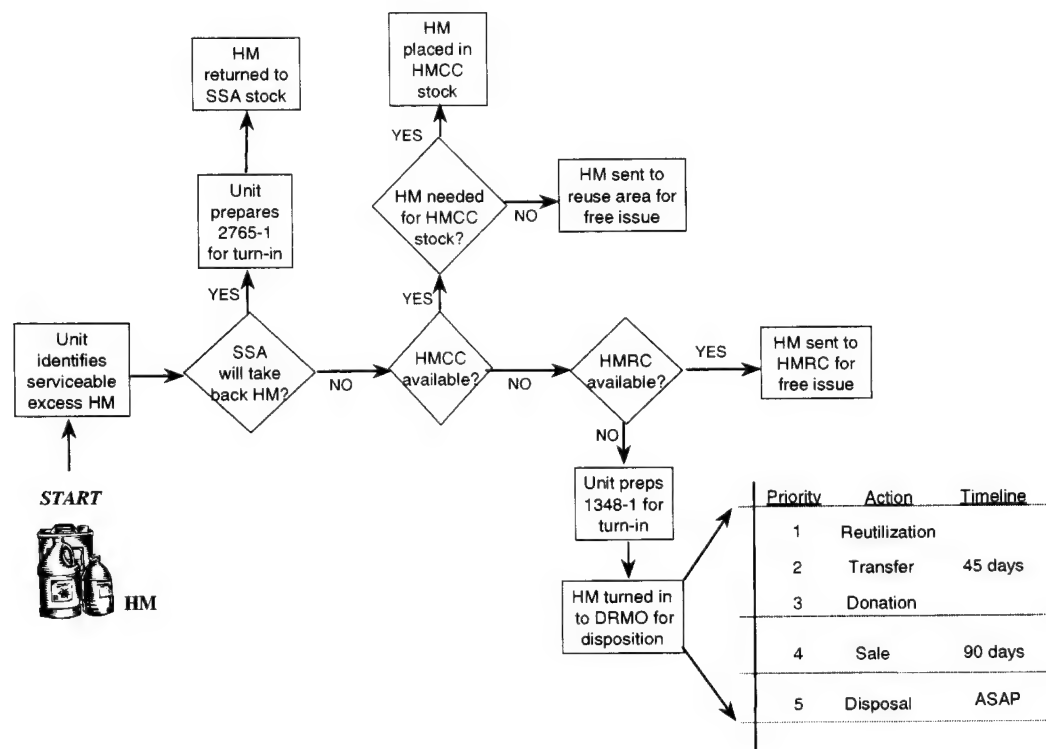 HM
returned to
SSA stock
HM
placed in
HMCC
stock
YES
Unit
prepares
2765-1
for turn-in
HM needed
for HMCC
stock?
NO
HM sent to
reuse area for
free issue
YES
YES
Unit
identifies
serviceable
excess HM
SSA
will take
back HM?
NO
HMCC
available?
NO
HMRC
available?
YES
HM sent to
HMRC for
free issue
NO
START
HM
Unit preps
1348-1 for
turn-in
HM turned in
to DRMO for
disposition
Priority Action Timeline
1 Reutilization
2 Transfer 45 days
3 Donation
4 Sale 90 days
5 Disposal ASAP